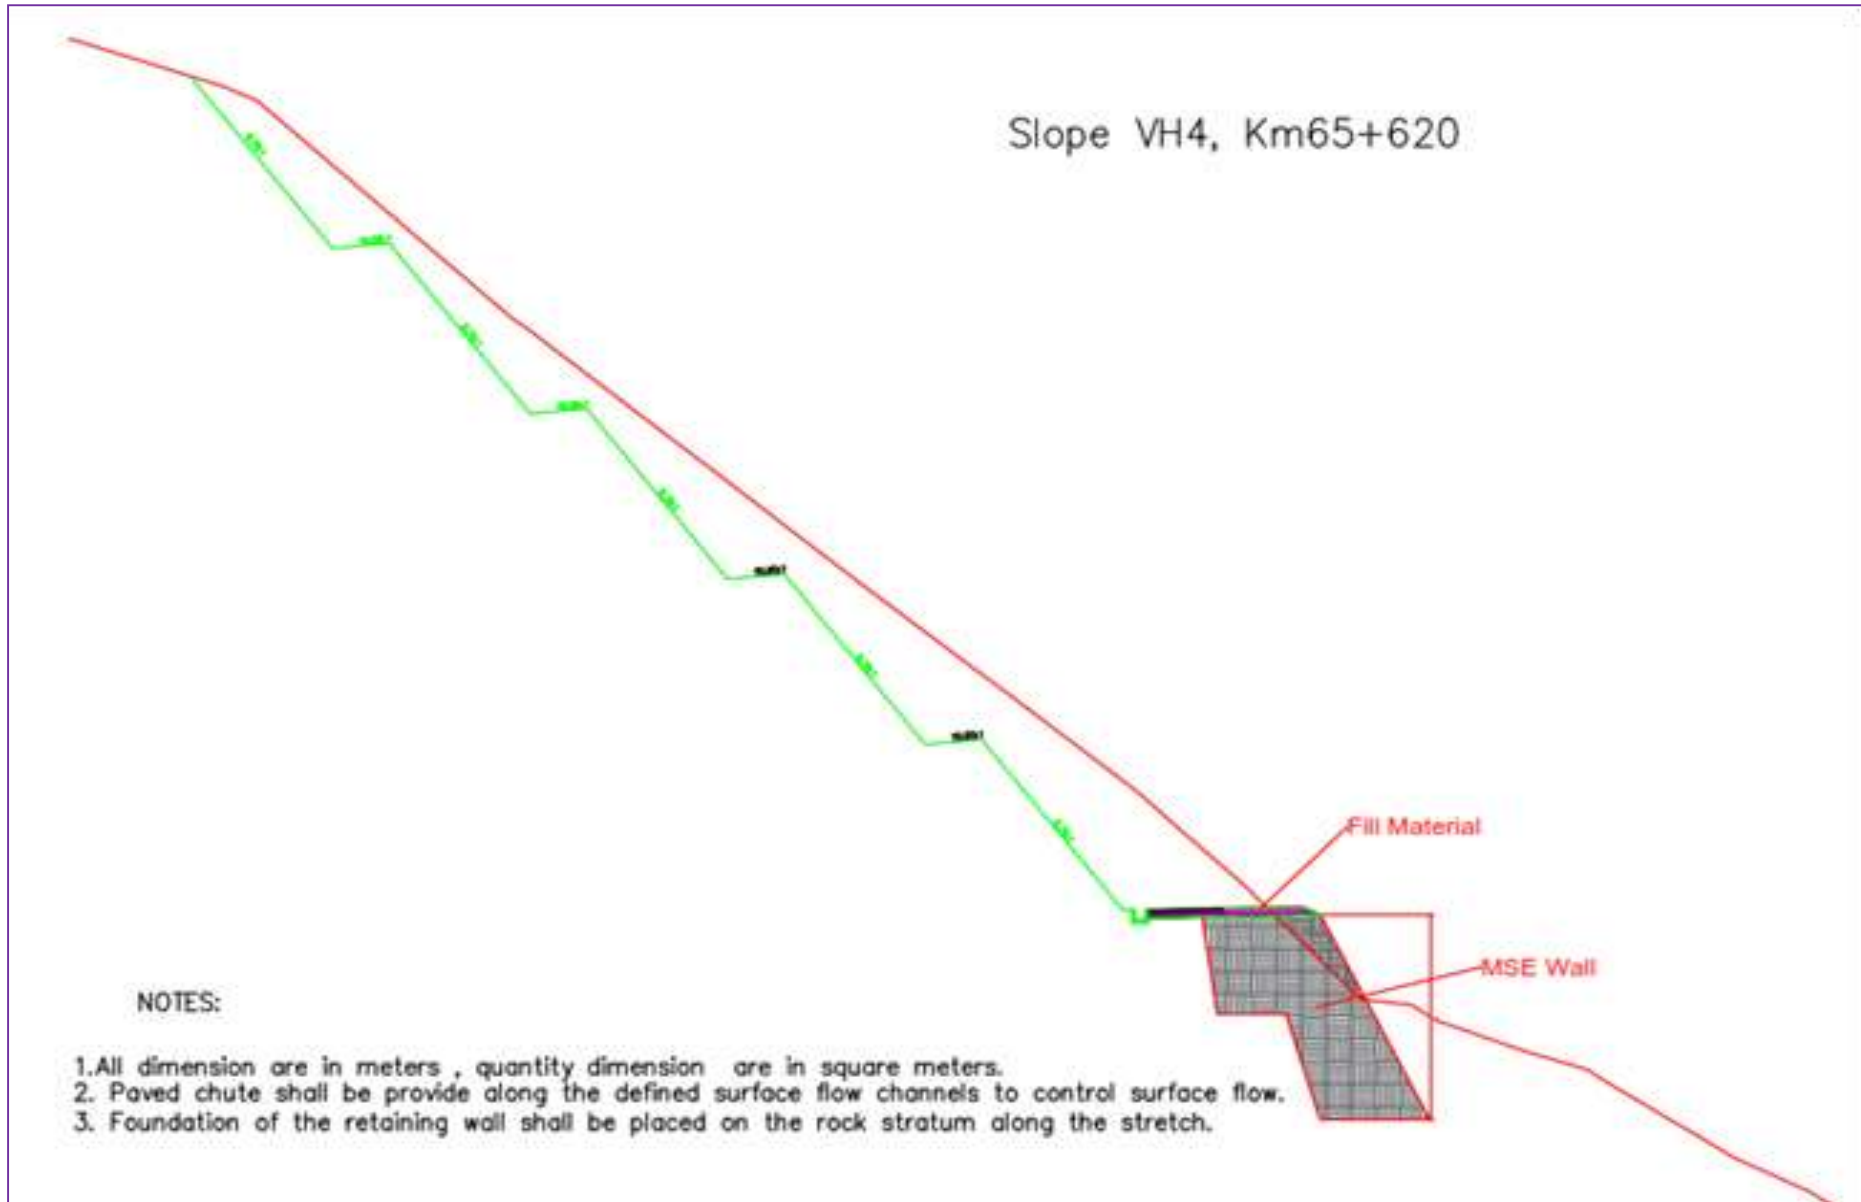 Slope VH4, Km65+620
Fill Material
MSE Wall
NOTES:
1.All dimension are in meters , quantity dimension are in square meters.
2. Paved chute shall be provide along the defined surface flow channels to control surface flow.
3. Foundation of the retaining wall shall be placed on the rock stratum along the stretch.